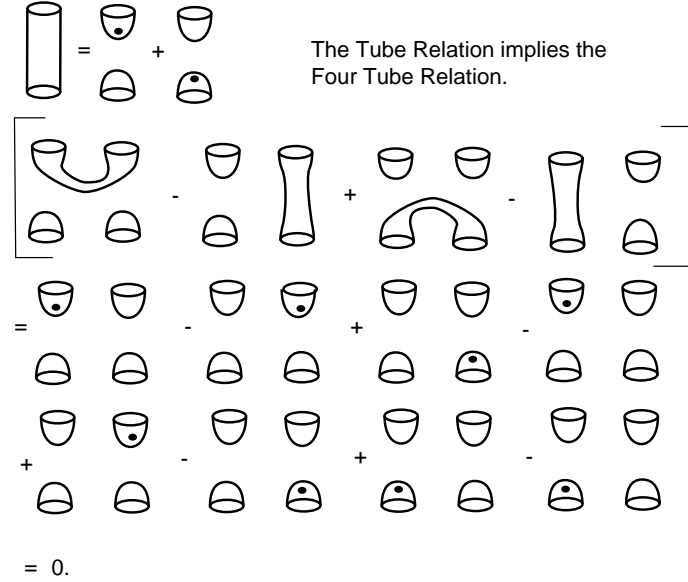 = +
The Tube Relation implies the
Four Tube Relation.
- + -
= - + -
+ - + -
= 0.